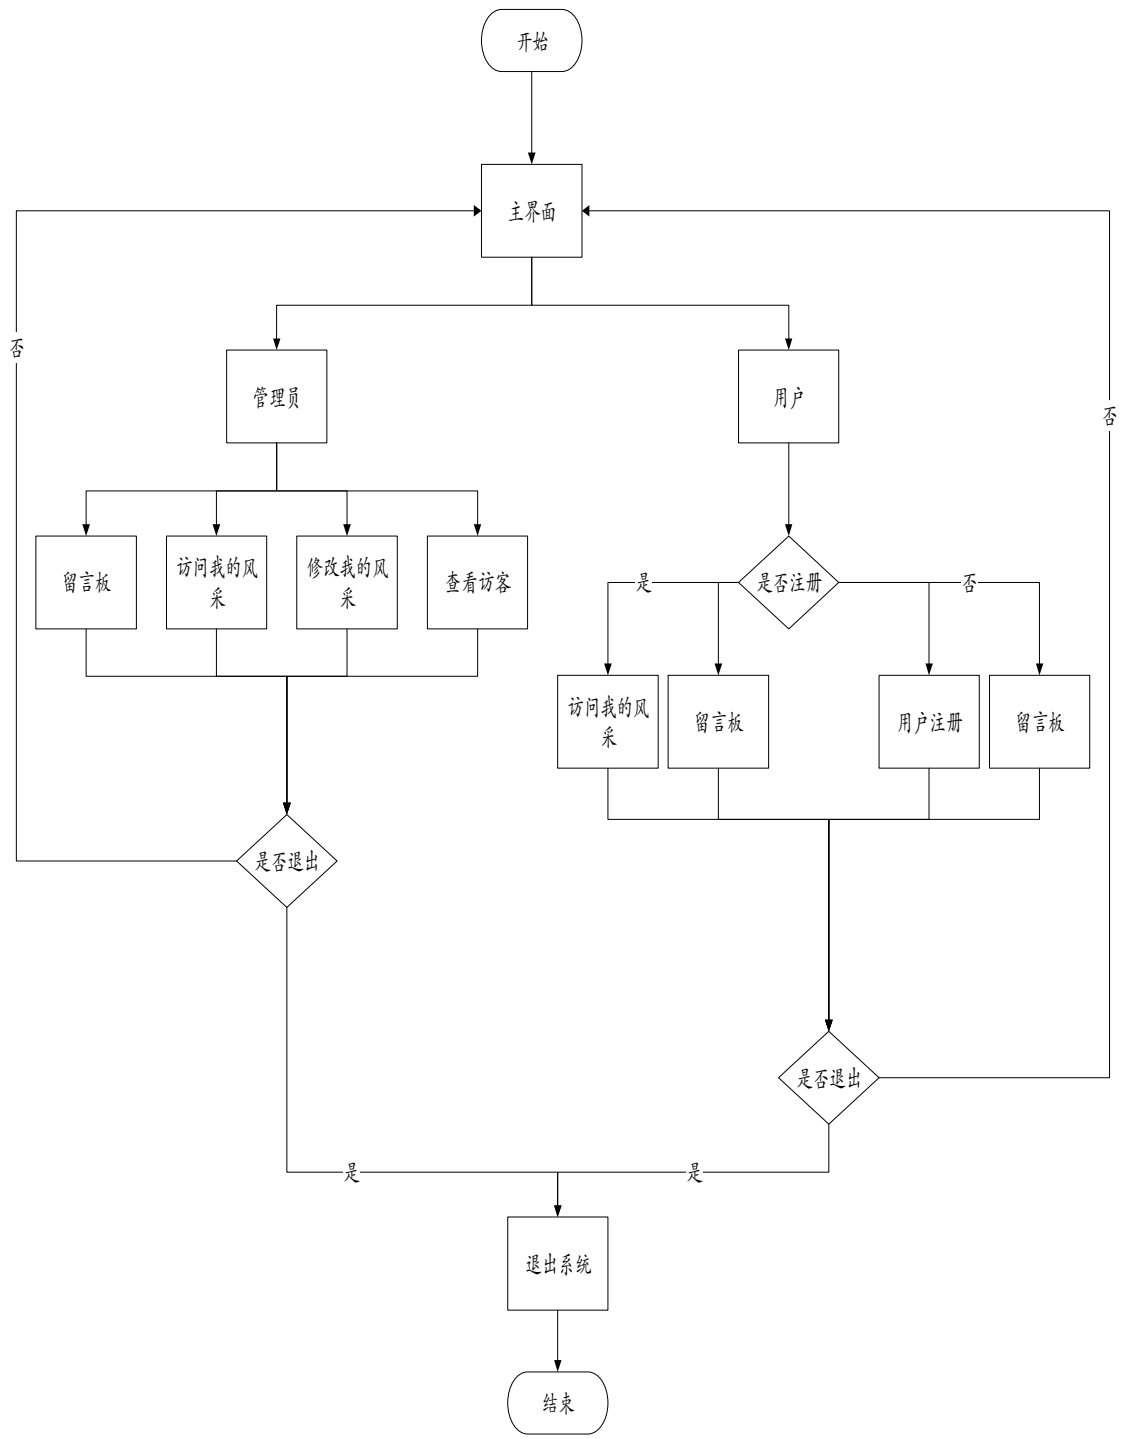 开始
主界面
否
管理员
用户
否
留言板
访问我的风
采
修改我的风
采
查看访客
是
是否注册
否
访问我的风
采
留言板
用户注册
留言板
是否退出
是否退出
是
是
退出系统
结束